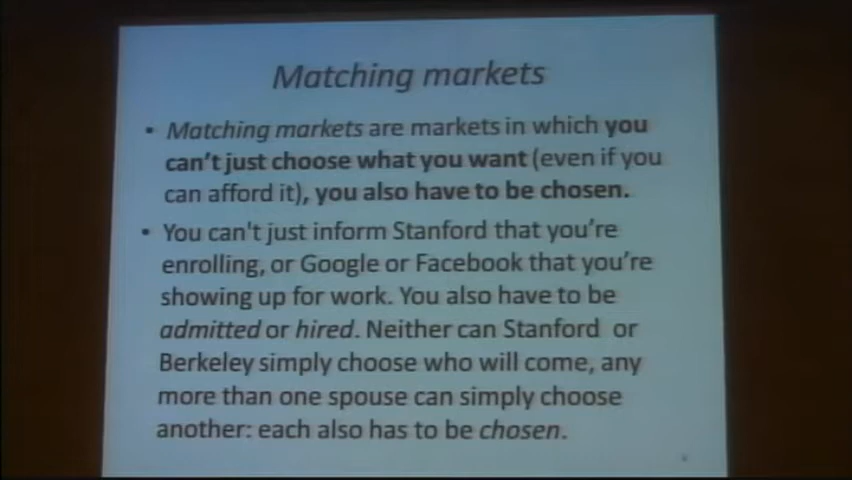 Matching markets
• Matching markets are markets in which you
can't just choose what you want (even if you
can afford it), you also have to be chosen.
• You can't just inform Stanford that you're
enrolling, or Google or Facebook that you're
showing up for work. You also have to be
admitted or hired. Neither can Stanford or
Berkeley simply choose who will come, any
more than one spouse can simply choose
another: each also has to be chosen.